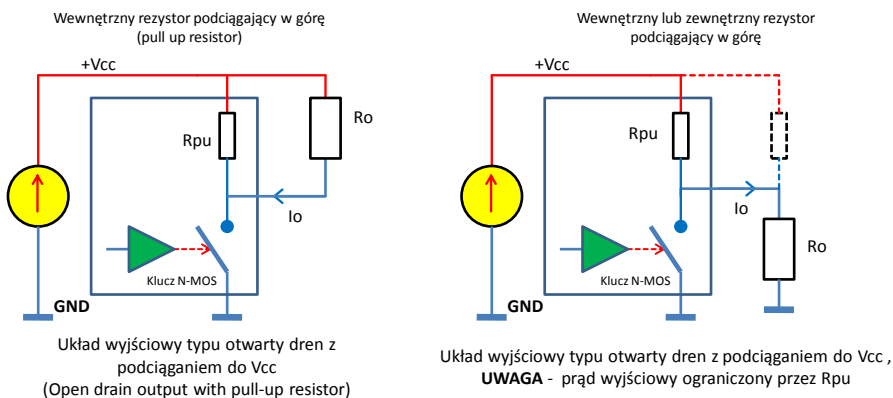 Wewnętrzny rezystor podciągający w górę
(pull up resistor)
+Vcc
Rpu
Ro
Io
Klucz N-MOS
GND
Układ wyjściowy typu otwarty dren z
podciąganiem do Vcc
(Open drain output with pull-up resistor)
Wewnętrzny lub zewnętrzny rezystor
podciągający w górę
+Vcc
Rpu
Io
Ro
Klucz N-MOS
GND
Układ wyjściowy typu otwarty dren z podciąganiem do Vcc ,
UWAGA - prąd wyjściowy ograniczony przez Rpu